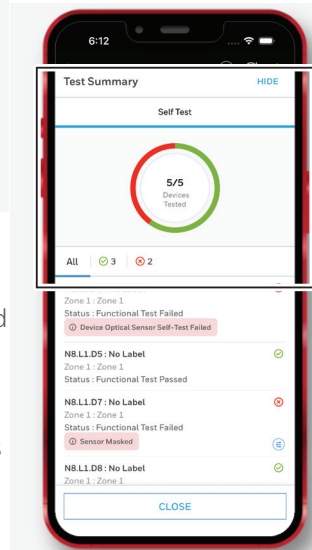 6:12
Test Summary HIDE
Self Test
5/5
Devices
Tested
All 3 2
Zone 1 : Zone 1
Status : Functional Test Failed
Device Optical Sensor Self-Test Failed
N8.L1.D5 : No Label
Zone 1 : Zone 1
Status : Functional Test Passed
N8.L1.D7 : No Label
Zone 1 : Zone 1
Status : Functional Test Failed
Sensor Masked
N8.L1.D8 : No Label
Zone 1 : Zone 1
CLOSE